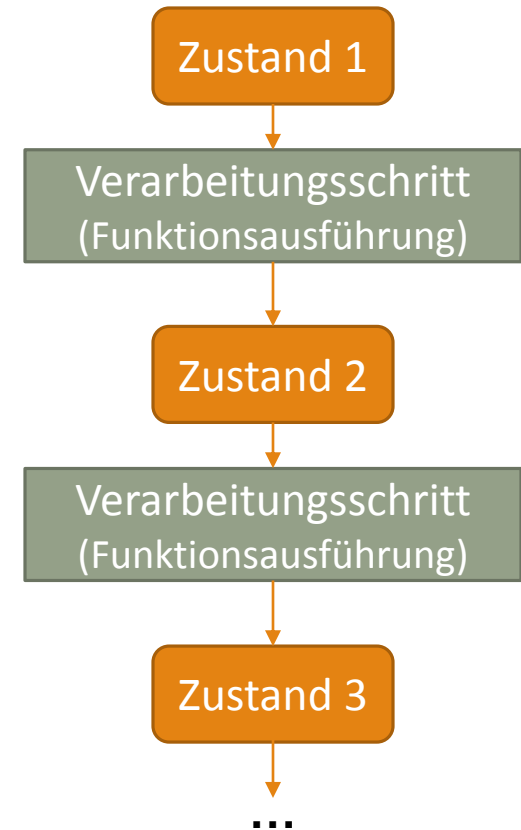 Zustand 1
Verarbeitungsschritt
(Funktionsausführung)
Zustand 2
Verarbeitungsschritt
(Funktionsausführung)
Zustand 3
...